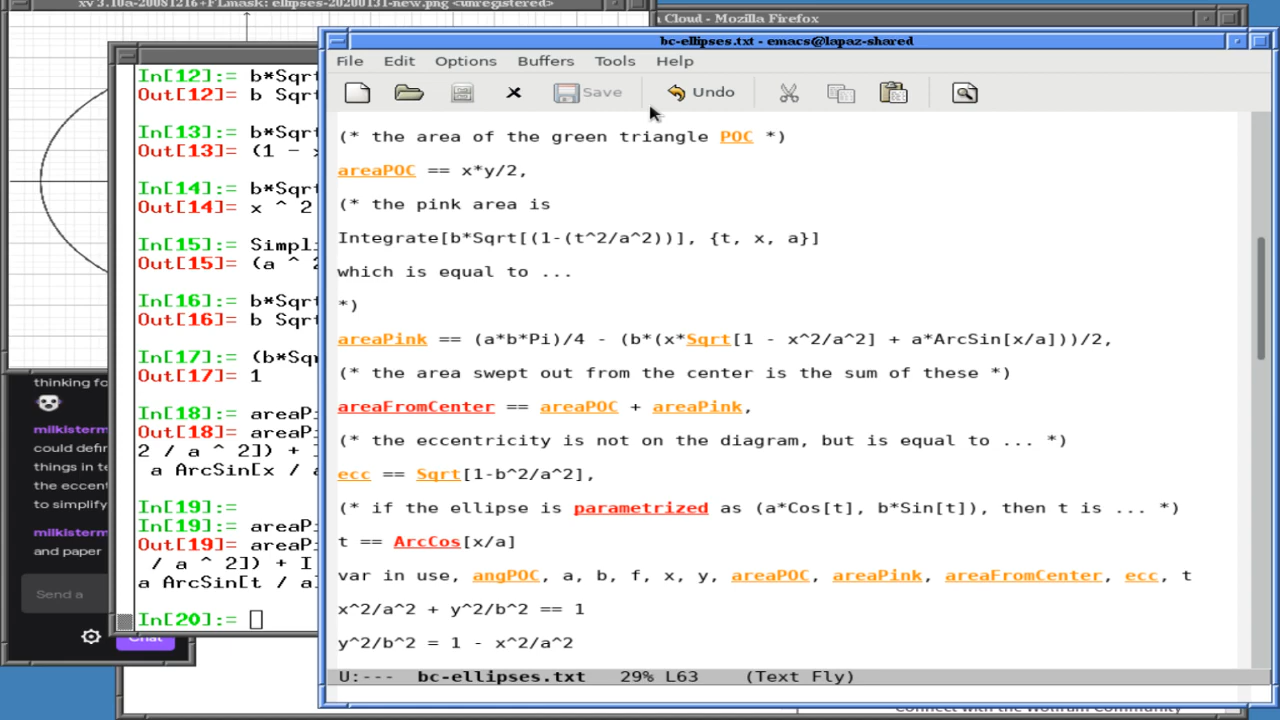 xv 3.10a-20081216+FLmask: ellipses-20200131-new.png <unregistered>
Cloud - Mozilla Firefox
bc-ellipses.txt - emacs@lapaz-shared
File Edit Options Buffers Tools Help
Save Undo
(* the area of the green triangle POC *)
areaPOC == x*y/2,
(* the pink area is
Integrate[b*Sqrt[(1-(t^2/a^2))], {t, x, a}]
which is equal to ...
*)
areaPink == (a*b*Pi)/4 - (b*(x*Sqrt[1 - x^2/a^2] + a*ArcSin[x/a]))/2,
(* the area swept out from the center is the sum of these *)
areaFromCenter == areaPOC + areaPink,
(* the eccentricity is not on the diagram, but is equal to ... *)
ecc == Sqrt[1-b^2/a^2],
(* if the ellipse is parametrized as (a*Cos[t], b*Sin[t]), then t is ... *)
t == ArcCos[x/a]
var in use, angPOC, a, b, f, x, y, areaPOC, areaPink, areaFromCenter, ecc, t
x^2/a^2 + y^2/b^2 == 1
y^2/b^2 = 1 - x^2/a^2
U:--- bc-ellipses.txt 29% L63 (Text Fly)
In[12]:= b*Sqrt
Out[12]= b Sqrt
In[13]:= b*Sqrt
Out[13]= (1 - x
In[14]:= b*Sqrt
Out[14]= x ^ 2
In[15]:= Simpli
Out[15]= (a ^ 2
In[16]:= b*Sqrt
Out[16]= b Sqrt
In[17]:= (b*Sq
Out[17]= 1
In[18]:= areaPi
Out[18]= areaPi
2 / a ^ 2]) + I
a ArcSin[x / a
In[19]:=
In[19]:= areaPi
Out[19]= areaPi
/ a ^ 2]) + I
a ArcSin[t / a
In[20]:=
thinking fo
milkisterm
could defin
things in te
the eccent
to simplify
milkisterm
and paper
Send a
Chat
Connect with the Wolfram Community